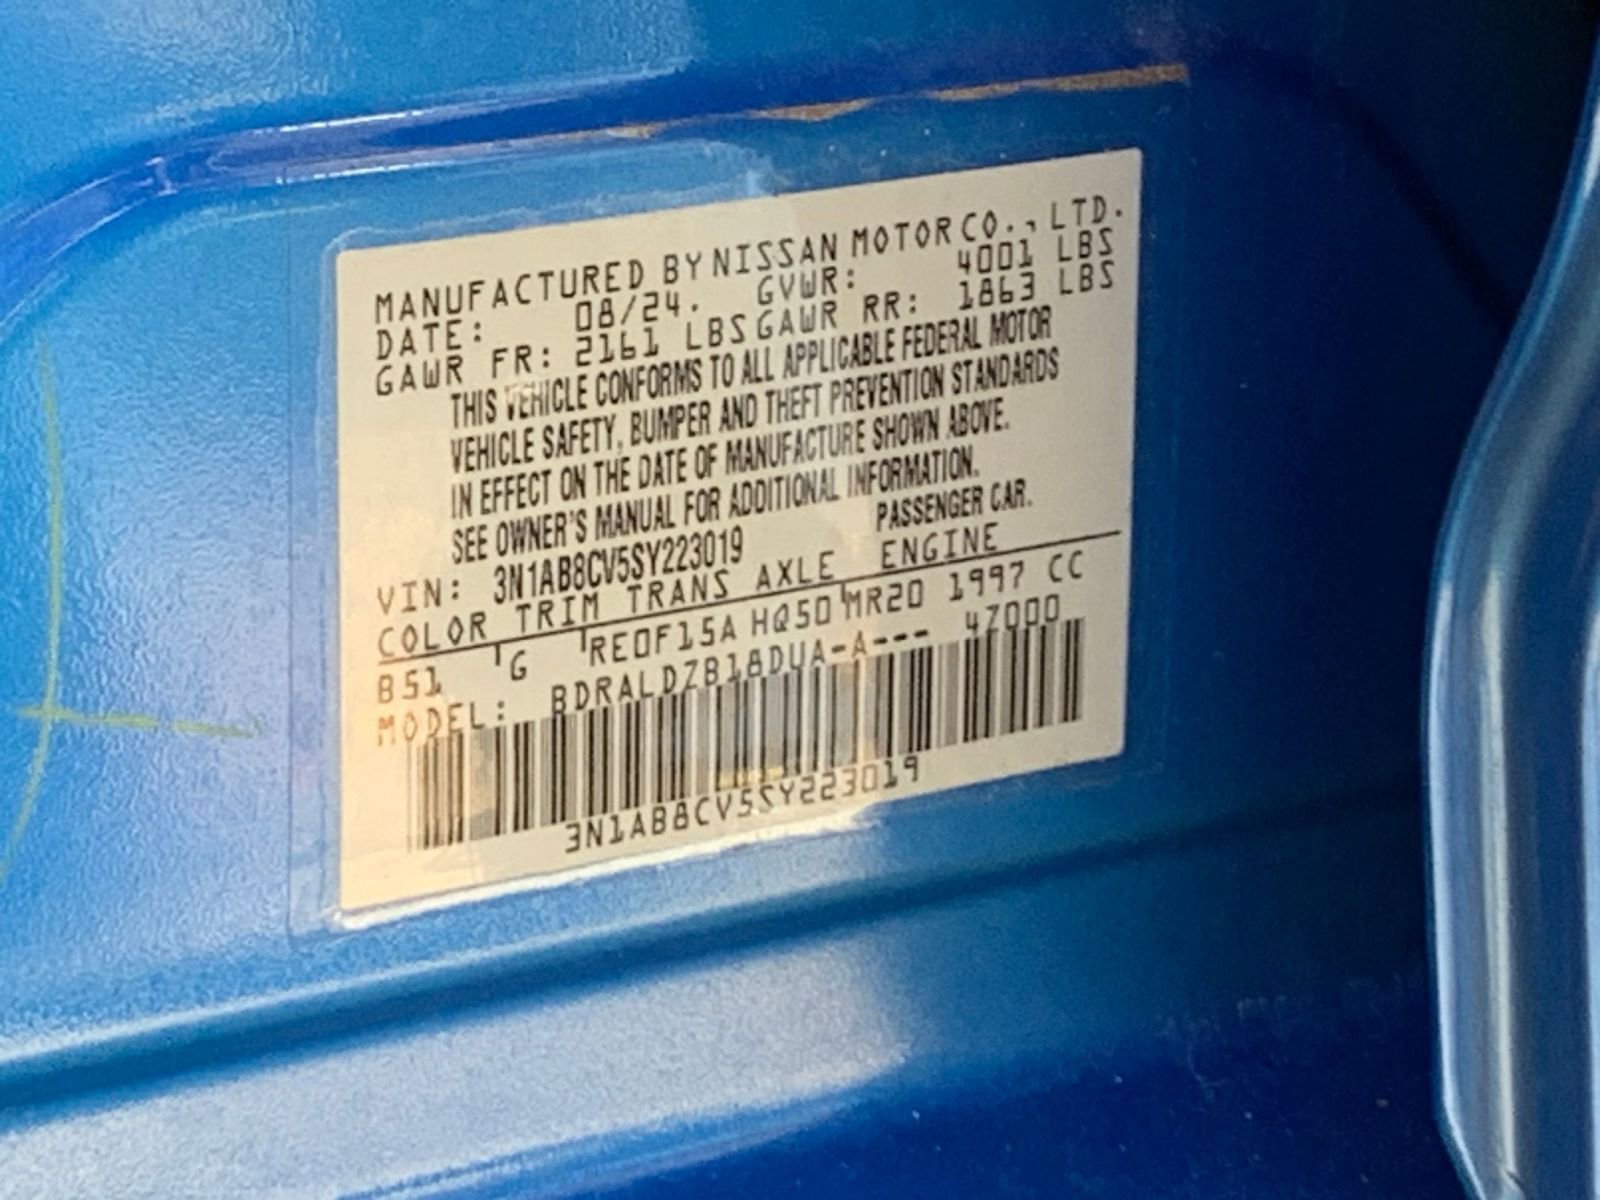 MANUFACTURED BY NISSAN MOTOR CO., LTD.
DATE: 08/24. GVWR: 4001 LBS
GAWR FR: 2161 LBS GAWR RR: 1863 LBS
THIS VEHICLE CONFORMS TO ALL APPLICABLE FEDERAL MOTOR
VEHICLE SAFETY, BUMPER AND THEFT PREVENTION STANDARDS
IN EFFECT ON THE DATE OF MANUFACTURE SHOWN ABOVE.
SEE OWNER'S MANUAL FOR ADDITIONAL INFORMATION.
VIN: 3N1AB8CV5SY223019 PASSENGER CAR.
COLOR TRIM TRANS AXLE ENGINE
B51 G RE0F15A HQ50 MR20 1997 CC
MODEL: BDRALDZB18DUA-A--- 47000
3N1AB8CV5SY223019